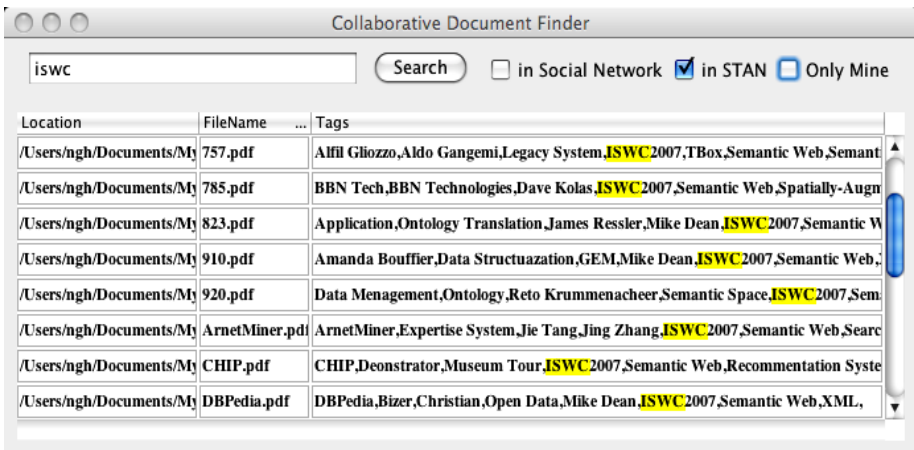 Collaborative Document Finder
iswc Search in Social Network in STAN Only Mine
Location FileName ... Tags
/Users/ngh/Documents/My 757.pdf Alfil Gliozzo,Aldo Gangemi,Legacy System,ISWC2007,TBox,Semantic Web,Semant
/Users/ngh/Documents/My 785.pdf BBN Tech,BBN Technologies,Dave Kolas,ISWC2007,Semantic Web,Spatially-Augm
/Users/ngh/Documents/My 823.pdf Application,Ontology Translation,James Ressler,Mike Dean,ISWC2007,Semantic W
/Users/ngh/Documents/My 910.pdf Amanda Bouffier,Data Structuazation,GEM,Mike Dean,ISWC2007,Semantic Web,
/Users/ngh/Documents/My 920.pdf Data Menagement,Ontology,Reto Krummenacheer,Semantic Space,ISWC2007,Sem
/Users/ngh/Documents/My ArnetMiner.pdf ArnetMiner,Expertise System,Jie Tang,Jing Zhang,ISWC2007,Semantic Web,Searc
/Users/ngh/Documents/My CHIP.pdf CHIP,Deonstrator,Museum Tour,ISWC2007,Semantic Web,Recommentation Syste
/Users/ngh/Documents/My DBPedia.pdf DBPedia,Bizer,Christian,Open Data,Mike Dean,ISWC2007,Semantic Web,XML,